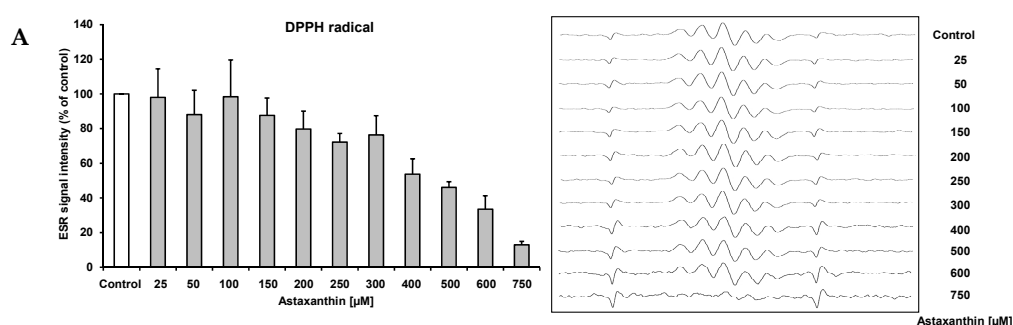 A
DPPH radical
ESR signal intensity (% of control)
140
120
100
80
60
40
20
0
Control 25 50 100 150 200 250 300 400 500 600 750
Astaxanthin [µM]
Control
25
50
100
150
200
250
300
400
500
600
750
Astaxanthin [µM]